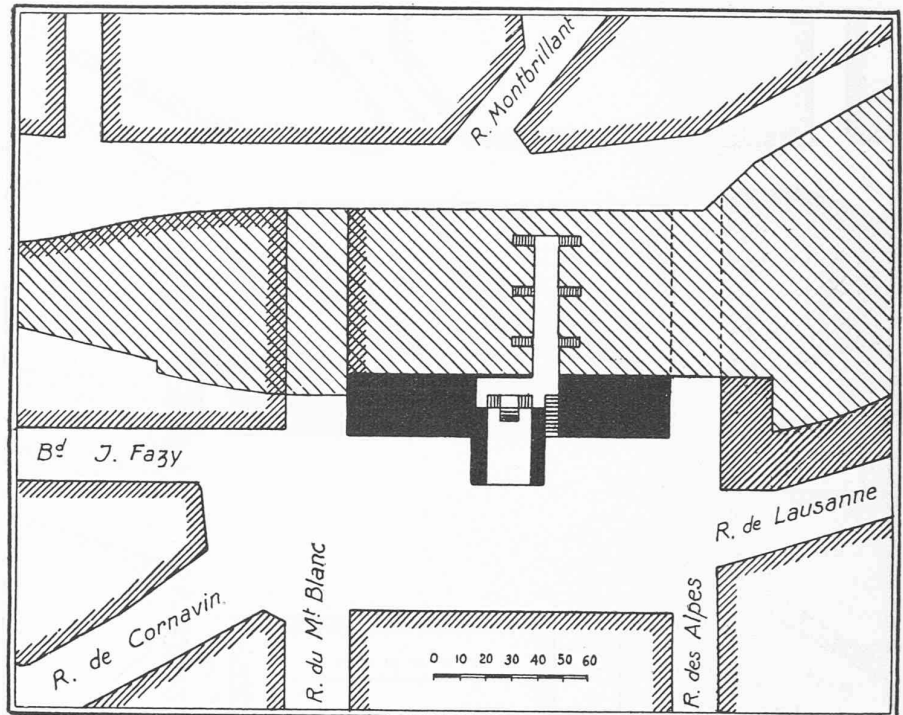 R. Montbrillant
Bd J. Fazy
R. de Lausanne
R. de Cornavin.
R. du Mt Blanc
R. des Alpes
0 10 20 30 40 50 60